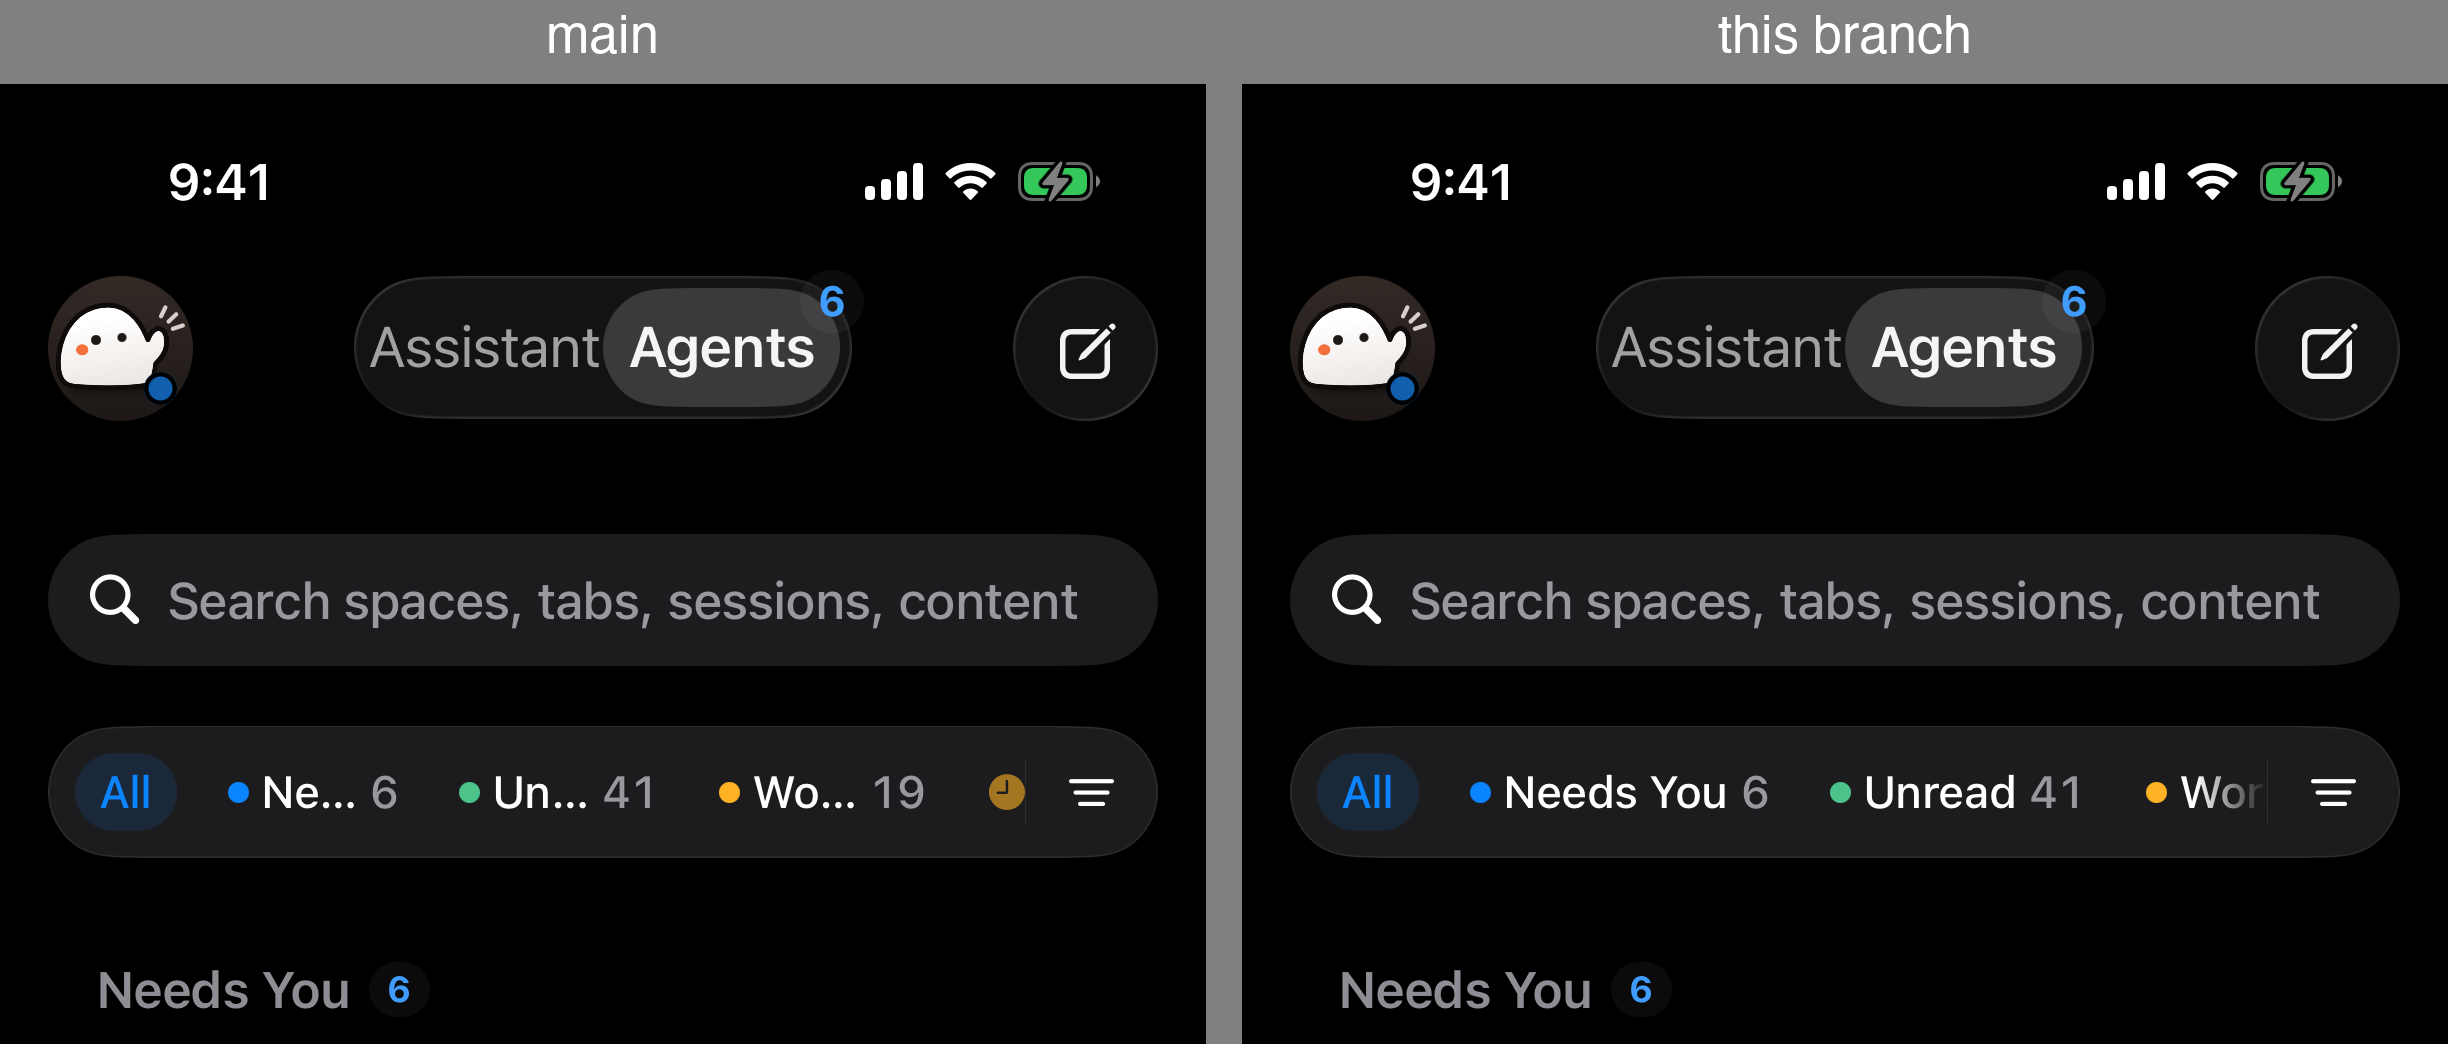 main
this branch
9:41
9:41
Assistant Agents 6
Assistant Agents 6
Search spaces, tabs, sessions, content
Search spaces, tabs, sessions, content
All Ne... 6 Un... 41 Wo... 19
All Needs You 6 Unread 41 Wor
Needs You 6
Needs You 6